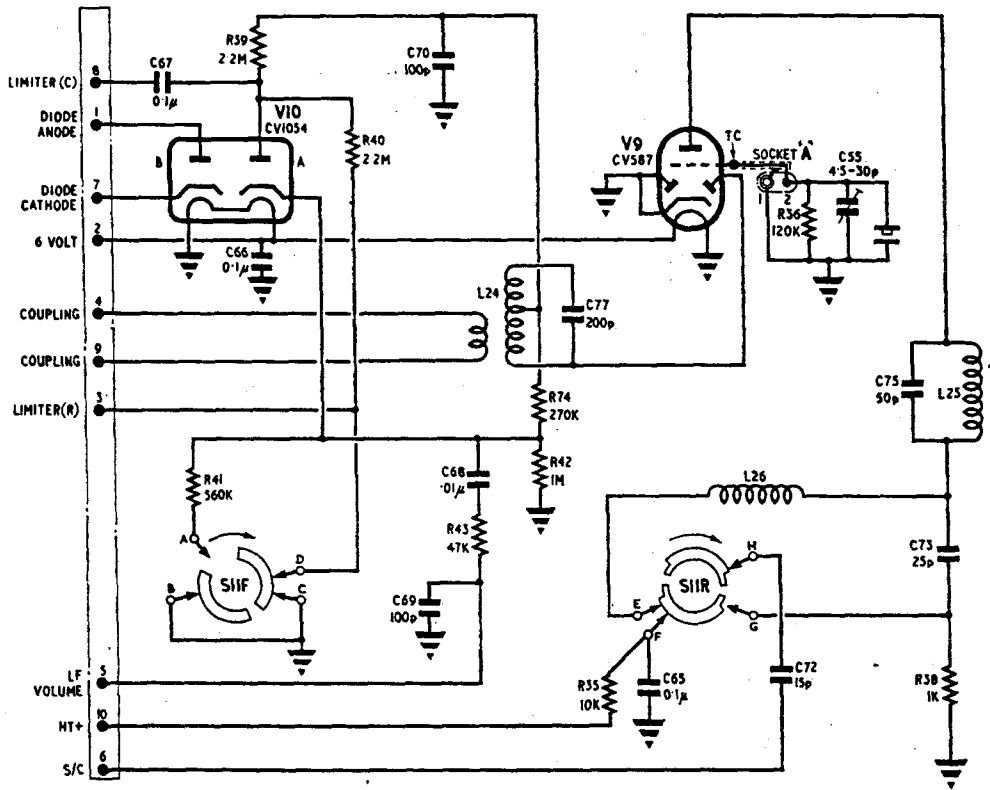 LIMITER (C)
8
C67
0·1μ
R39
2·2M
C70
100p
DIODE
ANODE
1
V10
CV1054
B
A
R40
2·2M
DIODE
CATHODE
7
6 VOLT
2
C66
0·1μ
V9
CV587
TC
SOCKET "A"
1
2
C55
4·5-30p
R36
120K
COUPLING
4
L24
C77
200p
COUPLING
9
LIMITER(R)
3
R74
270K
C75
50p
L25
R41
560K
C68
·01μ
R42
1M
R43
47K
L26
A
B
S11F
D
C
C69
100p
H
S11R
E
F
G
C73
25p
LF
VOLUME
5
R35
10K
C65
0·1μ
C72
15p
R38
1K
HT+
10
S/C
6